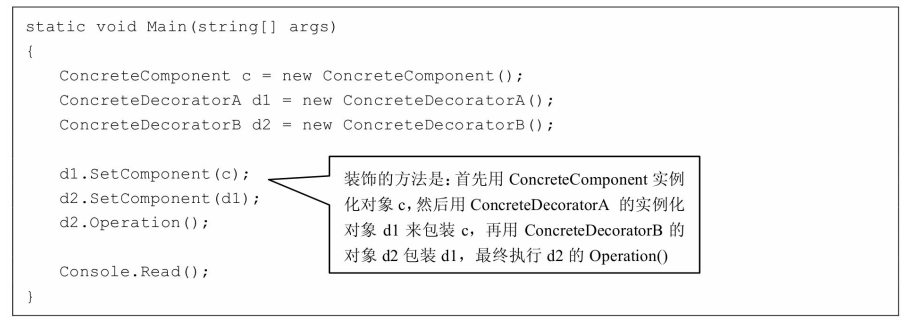 static void Main(string[] args)
{
ConcreteComponent c = new ConcreteComponent();
ConcreteDecoratorA d1 = new ConcreteDecoratorA();
ConcreteDecoratorB d2 = new ConcreteDecoratorB();
d1.SetComponent(c);
d2.SetComponent(d1);
d2.Operation();
装饰的方法是：首先用 ConcreteComponent 实例
化对象 c，然后用 ConcreteDecoratorA 的实例化
对象 d1 来包装 c，再用 ConcreteDecoratorB 的
对象 d2 包装 d1，最终执行 d2 的 Operation()
Console.Read();
}